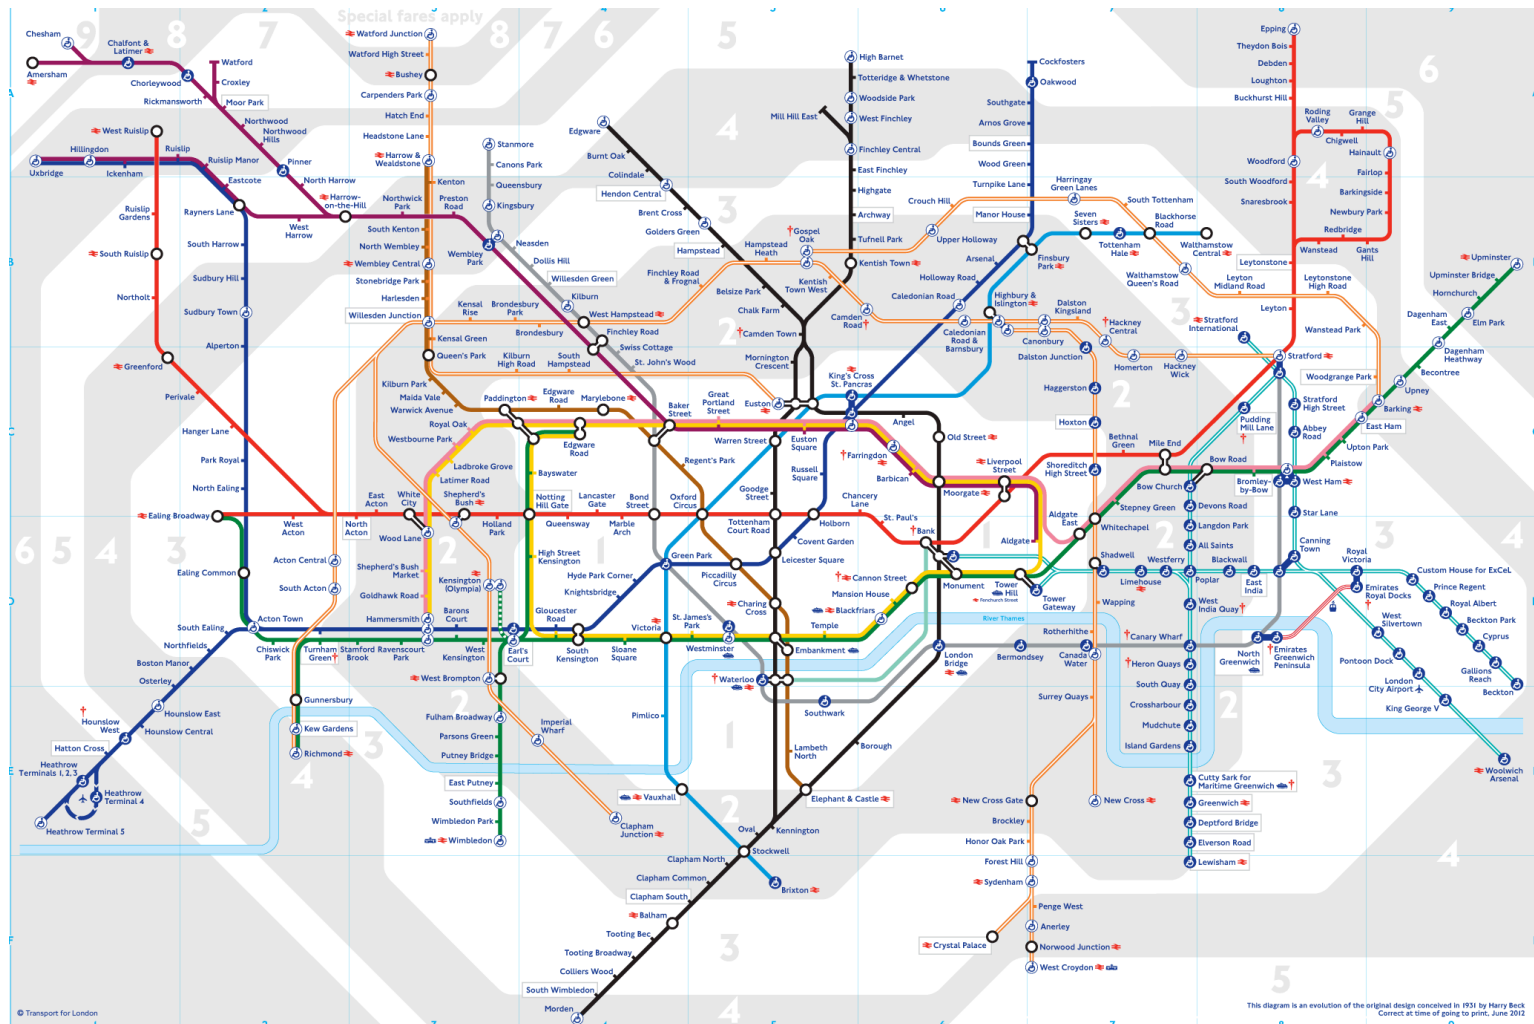 Special fares apply
9
8
7
8
7
6
5
4
3
2
1
6
5
Chesham
Chalfont &
Latimer
Amersham
Chorleywood
Rickmansworth
Watford
Croxley
Moor Park
Northwood
Northwood
Hills
Pinner
North Harrow
Harrow-
on-the-Hill
West Ruislip
Hillingdon
Uxbridge
Ickenham
Ruislip
Ruislip Manor
Eastcote
Rayners Lane
West
Harrow
Northwick
Park
Preston
Road
Ruislip
Gardens
South Ruislip
Northolt
Greenford
Perivale
Hanger Lane
South Harrow
Sudbury Hill
Sudbury Town
Alperton
Park Royal
North Ealing
Ealing Broadway
West
Acton
North
Acton
East
Acton
White
City
Wood Lane
Shepherd's
Bush
Holland
Park
Watford Junction
Watford High Street
Bushey
Carpenders Park
Hatch End
Headstone Lane
Harrow &
Wealdstone
Kenton
South Kenton
North Wembley
Wembley Central
Stonebridge Park
Harlesden
Willesden Junction
Kensal Green
Queen's Park
Kilburn Park
Maida Vale
Warwick Avenue
Royal Oak
Westbourne Park
Ladbroke Grove
Latimer Road
Stanmore
Canons Park
Queensbury
Kingsbury
Wembley
Park
Neasden
Dollis Hill
Willesden Green
Kilburn
West Hampstead
Finchley Road
Swiss Cottage
St. John's Wood
Kensal
Rise
Brondesbury
Park
Brondesbury
Kilburn
High Road
South
Hampstead
Finchley Road
& Frognal
Edgware
Burnt Oak
Colindale
Hendon Central
Brent Cross
Golders Green
Hampstead
Belsize Park
Chalk Farm
Camden Town
Mornington
Crescent
Hampstead
Heath
Gospel
Oak
Kentish
Town West
Mill Hill East
High Barnet
Totteridge & Whetstone
Woodside Park
West Finchley
Finchley Central
East Finchley
Highgate
Archway
Tufnell Park
Kentish Town
Camden
Road
Caledonian
Road &
Barnsbury
Cockfosters
Oakwood
Southgate
Arnos Grove
Bounds Green
Wood Green
Turnpike Lane
Manor House
Crouch Hill
Upper Holloway
Harringay
Green Lanes
Seven
Sisters
South Tottenham
Blackhorse
Road
Tottenham
Hale
Walthamstow
Central
Walthamstow
Queen's Road
Finsbury
Park
Arsenal
Holloway Road
Caledonian Road
Highbury &
Islington
Canonbury
Dalston
Kingsland
Dalston Junction
Hackney
Central
Homerton
Hackney
Wick
Haggerston
Hoxton
Shoreditch
High Street
Epping
Theydon Bois
Debden
Loughton
Buckhurst Hill
Roding
Valley
Chigwell
Grange
Hill
Hainault
Fairlop
Barkingside
Newbury Park
Gants
Hill
Redbridge
Wanstead
Woodford
South Woodford
Snaresbrook
Leytonstone
Leyton
Midland Road
Leytonstone
High Road
Leyton
Wanstead Park
Woodgrange Park
Stratford
International
Stratford
Stratford
High Street
Abbey
Road
Pudding
Mill Lane
Upminster
Upminster Bridge
Hornchurch
Elm Park
Dagenham
East
Dagenham
Heathway
Becontree
Upney
Barking
East Ham
Upton Park
Plaistow
West Ham
Bromley-
by-Bow
Bow Road
Bow Church
Mile End
Bethnal
Green
Stepney Green
Whitechapel
Aldgate
East
Aldgate
Paddington
Edgware
Road
Marylebone
Baker
Street
Great
Portland
Street
Euston
King's Cross
St. Pancras
Euston
Square
Warren Street
Regent's Park
Edgware
Road
Bayswater
Notting
Hill Gate
Lancaster
Gate
Queensway
Marble
Arch
Bond
Street
Oxford
Circus
Goodge
Street
Tottenham
Court Road
Russell
Square
Holborn
Chancery
Lane
St. Paul's
Bank
Angel
Old Street
Farringdon
Barbican
Moorgate
Liverpool
Street
Covent Garden
Leicester Square
Piccadilly
Circus
Green Park
Hyde Park Corner
Knightsbridge
High Street
Kensington
Gloucester
Road
South
Kensington
Sloane
Square
Victoria
St. James's
Park
Westminster
Charing
Cross
Embankment
Temple
Blackfriars
Mansion House
Cannon Street
Monument
Tower
Hill
Fenchurch Street
Tower
Gateway
River Thames
Acton Central
South Acton
Shepherd's Bush
Market
Goldhawk Road
Hammersmith
Barons
Court
Kensington
(Olympia)
West
Kensington
Earl's
Court
West Brompton
Fulham Broadway
Parsons Green
Putney Bridge
East Putney
Southfields
Wimbledon Park
Wimbledon
Imperial
Wharf
Clapham
Junction
Ealing Common
Acton Town
South Ealing
Northfields
Boston Manor
Osterley
Hounslow East
Hounslow Central
Hounslow
West
Hatton Cross
Heathrow
Terminals 1, 2, 3
Heathrow
Terminal 4
Heathrow Terminal 5
Chiswick
Park
Turnham
Green
Stamford
Brook
Ravenscourt
Park
Gunnersbury
Kew Gardens
Richmond
Pimlico
Vauxhall
Stockwell
Brixton
Waterloo
Southwark
Lambeth
North
Elephant & Castle
Borough
London
Bridge
Bermondsey
Canada
Water
Kennington
Oval
Clapham North
Clapham Common
Clapham South
Balham
Tooting Bec
Tooting Broadway
Colliers Wood
South Wimbledon
Morden
Shadwell
Wapping
Rotherhithe
Surrey Quays
New Cross
New Cross Gate
Brockley
Honor Oak Park
Forest Hill
Sydenham
Crystal Palace
Penge West
Anerley
Norwood Junction
West Croydon
Limehouse
Westferry
Poplar
Blackwall
East
India
Canning
Town
Star Lane
Devons Road
Langdon Park
All Saints
West
India Quay
Canary Wharf
Heron Quays
South Quay
Crossharbour
Mudchute
Island Gardens
Cutty Sark for
Maritime Greenwich
Greenwich
Deptford Bridge
Elverson Road
Lewisham
North
Greenwich
Emirates
Greenwich
Peninsula
Royal
Victoria
Emirates
Royal Docks
Custom House for ExCeL
Prince Regent
Royal Albert
Beckton Park
Cyprus
Gallions
Reach
Beckton
West
Silvertown
Pontoon Dock
London
City Airport
King George V
Woolwich
Arsenal
© Transport for London
This diagram is an evolution of the original design conceived in 1931 by Harry Beck
Correct at time of going to print, June 2012